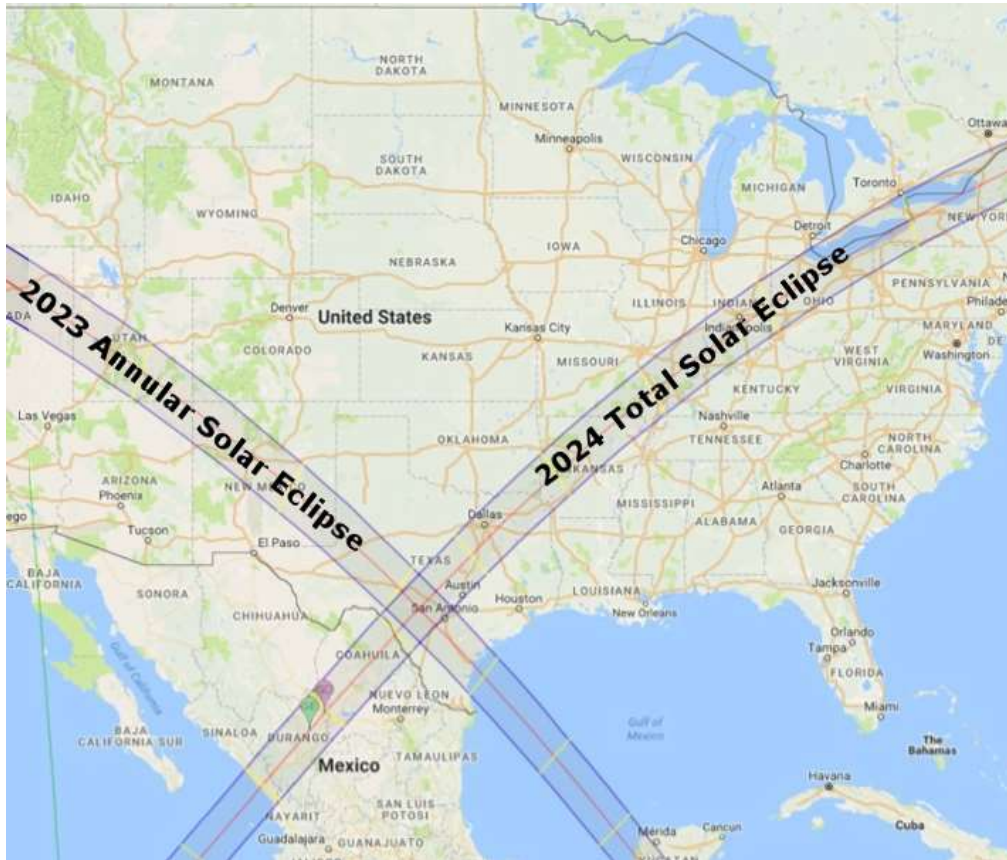 Ottawa
NORTH
DAKOTA
MONTANA
MINNESOTA
Minneapolis
WISCONSIN
SOUTH
DAKOTA
MICHIGAN
Toronto
IDAHO
WYOMING
Detroit
NEW YORK
Chicago
IOWA
NEBRASKA
PENNSYLVANIA
ILLINOIS
OHIO
MARYLAND
DE
Washington
Denver
United States
Kansas City
UTAH
COLORADO
KANSAS
MISSOURI
WEST
VIRGINIA
2023 Annular Solar Eclipse
2024 Total Solar Eclipse
KENTUCKY
VIRGINIA
Las Vegas
Nashville
TENNESSEE
OKLAHOMA
NORTH
CAROLINA
Charlotte
ARIZONA
Phoenix
SOUTH
CAROLINA
Atlanta
MISSISSIPPI
Tucson
Dallas
ALABAMA
GEORGIA
El Paso
TEXAS
BAJA
CALIFORNIA
SONORA
Austin
Houston
LOUISIANA
Jacksonville
San Antonio
New Orleans
CHIHUAHUA
COAHUILA
Orlando
Tampa
FLORIDA
Gulf of California
NUEVO LEON
Monterrey
Miami
Gulf of
Mexico
BAJA
CALIFORNIA SUR
SINALOA
DURANGO
The
Bahamas
TAMAULIPAS
Mexico
Havana
SAN LUIS
POTOSI
NAYARIT
Cuba
Mérida
Cancun
Guadalajara
GUANAJUATO